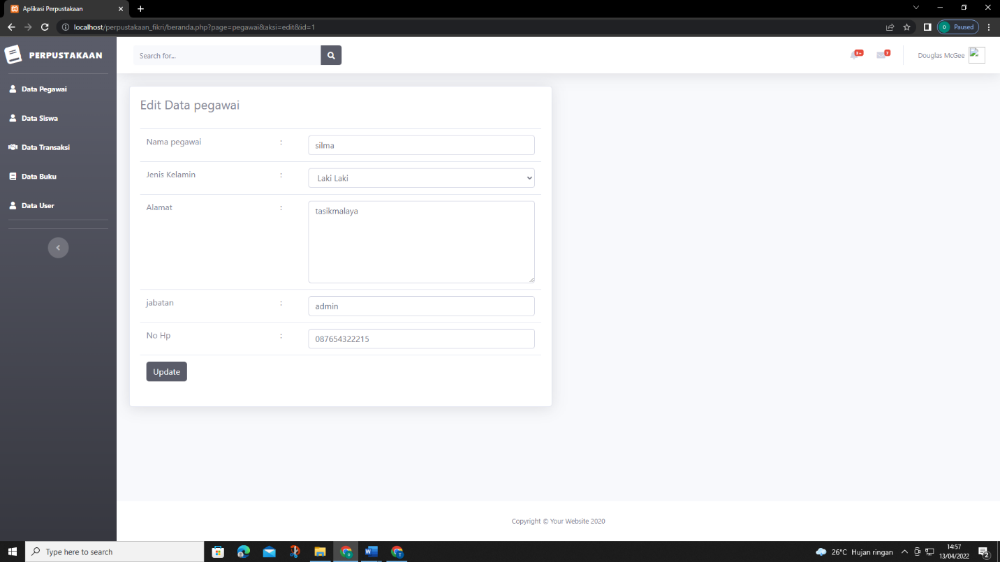 Aplikasi Perpustakaan
localhost/perpustakaan_fikri/beranda.php?page=pegawai&aksi=edit&id=1
Paused
PERPUSTAKAAN
Search for...
3+
7
Douglas McGee
Data Pegawai
Data Siswa
Data Transaksi
Data Buku
Data User
Edit Data pegawai
Nama pegawai : silma
Jenis Kelamin : Laki Laki
Alamat : tasikmalaya
jabatan : admin
No Hp : 087654322215
Update
Copyright © Your Website 2020
Type here to search
26°C Hujan ringan
14:57
13/04/2022
2